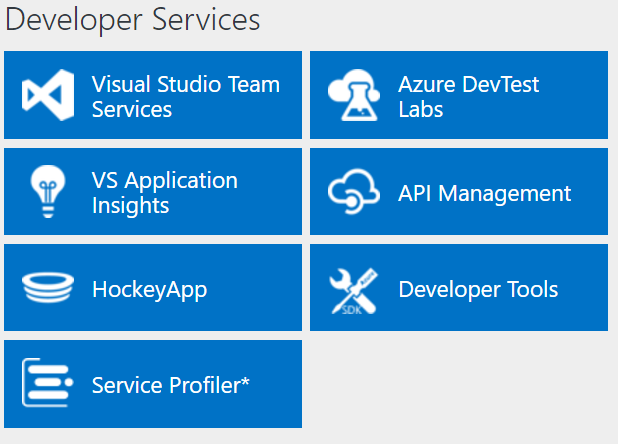 Developer Services
Visual Studio Team
Services
Azure DevTest
Labs
VS Application
Insights
API Management
HockeyApp
Developer Tools
SDK
Service Profiler*